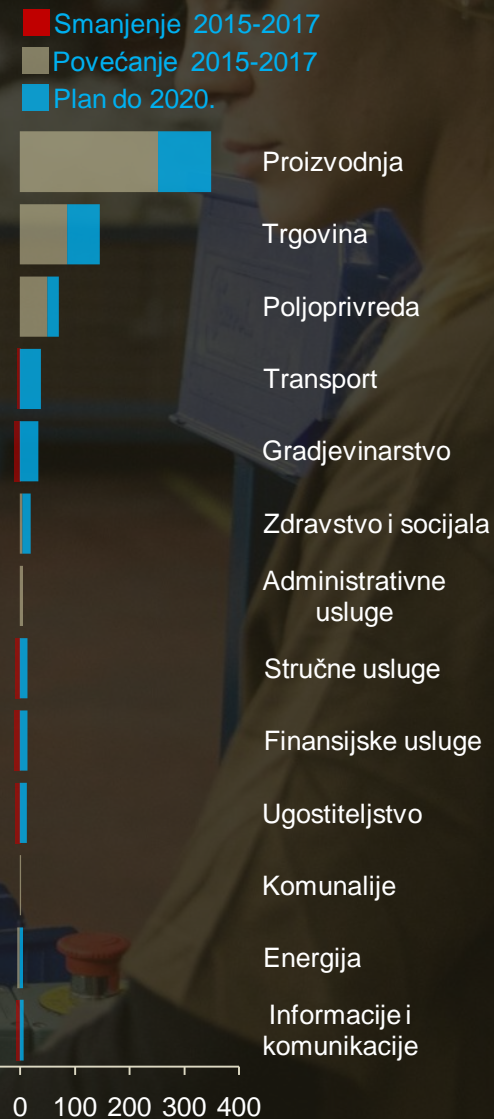 Smanjenje 2015-2017
Povećanje 2015-2017
Plan do 2020.
Proizvodnja
Trgovina
Poljoprivreda
Transport
Gradjevinarstvo
Zdravstvo i socijala
Administrativne
usluge
Stručne usluge
Finansijske usluge
Ugostiteljstvo
Komunalije
Energija
Informacije i
komunikacije
0 100 200 300 400